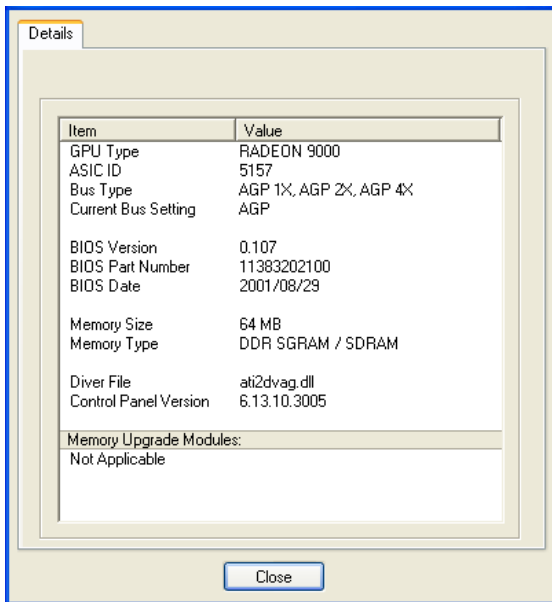 Details
Item Value
GPU Type RADEON 9000
ASIC ID 5157
Bus Type AGP 1X, AGP 2X, AGP 4X
Current Bus Setting AGP
BIOS Version 0.107
BIOS Part Number 11383202100
BIOS Date 2001/08/29
Memory Size 64 MB
Memory Type DDR SGRAM / SDRAM
Diver File ati2dvag.dll
Control Panel Version 6.13.10.3005
Memory Upgrade Modules:
Not Applicable
Close